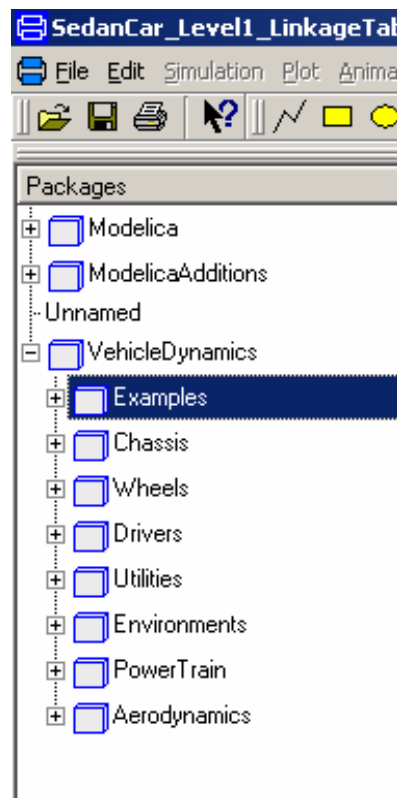 SedanCar_Level1_LinkageTab
File Edit Simulation Plot Anima
Packages
Modelica
ModelicaAdditions
Unnamed
VehicleDynamics
Examples
Chassis
Wheels
Drivers
Utilities
Environments
PowerTrain
Aerodynamics